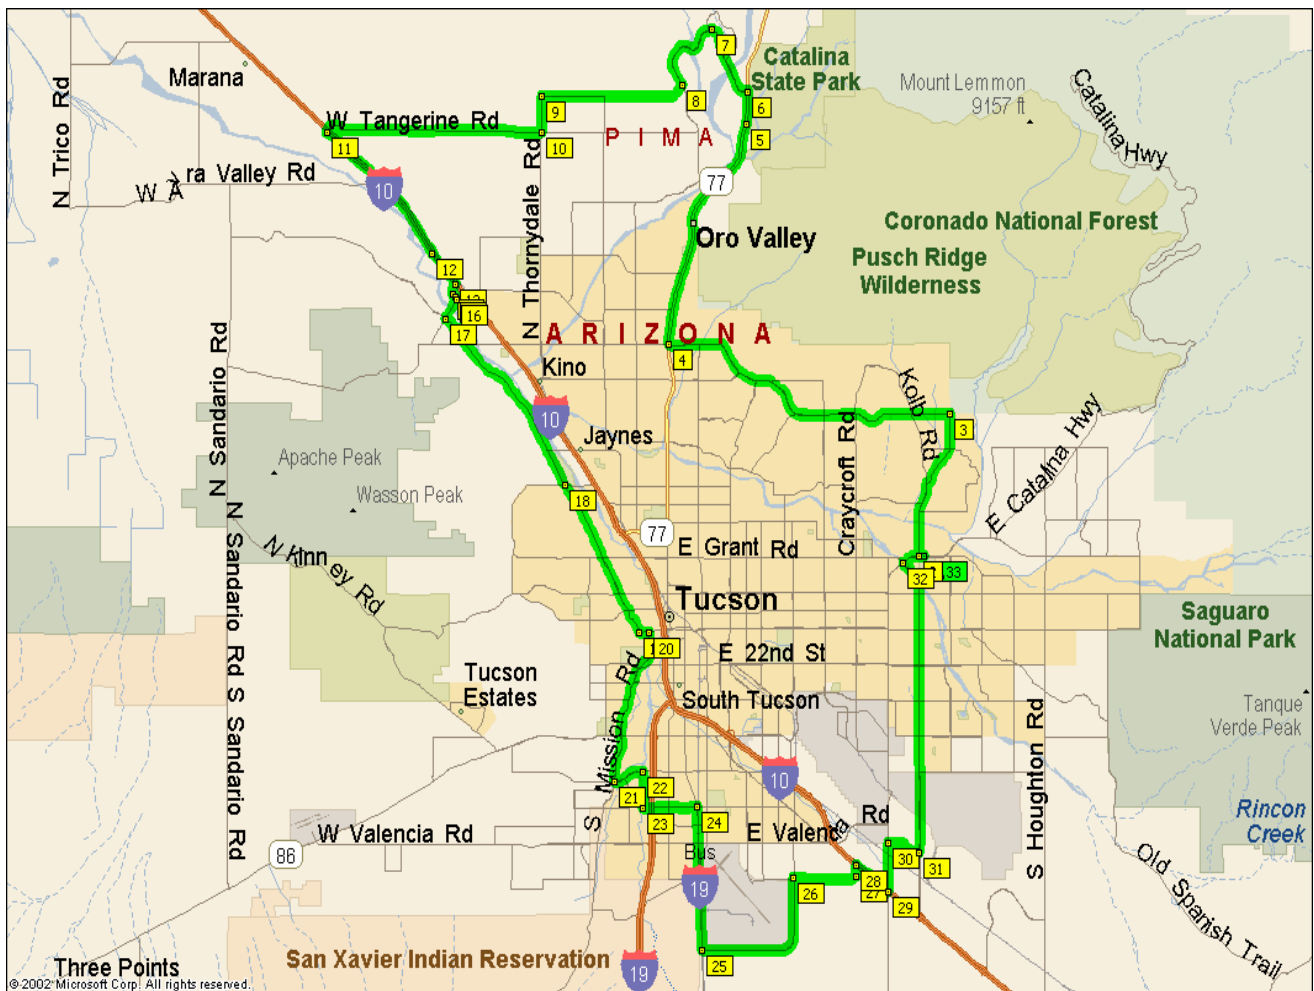 Marana
N Trico Rd
W Tangerine Rd
7
Catalina
State Park
Mount Lemmon
9157 ft
Catalina Hwy
8
6
9
5
10
P I M A
11
ra Valley Rd
W A
10
77
N Thornydale Rd
Oro Valley
Coronado National Forest
Pusch Ridge
Wilderness
12
16
17
A R I Z O N A
4
Kino
N Sandario Rd
10
Kolb Rd
3
Craycroft Rd
E Catalina Hwy
Jaynes
Apache Peak
Wasson Peak
18
77
E Grant Rd
N Kinney Rd
N Sandario Rd
32
33
Tucson
Saguaro
National Park
20
E 22nd St
Tucson
Estates
South Tucson
S Sandario Rd
S Mission Rd
Tanque
Verde Peak
S Houghton Rd
10
21
22
23
24
W Valencia Rd
E Valenc
Rd
Rincon
Creek
86
Bus
19
30
31
28
27
26
29
Old Spanish Trail
25
San Xavier Indian Reservation
19
Three Points
© 2002 Microsoft Corp. All rights reserved.